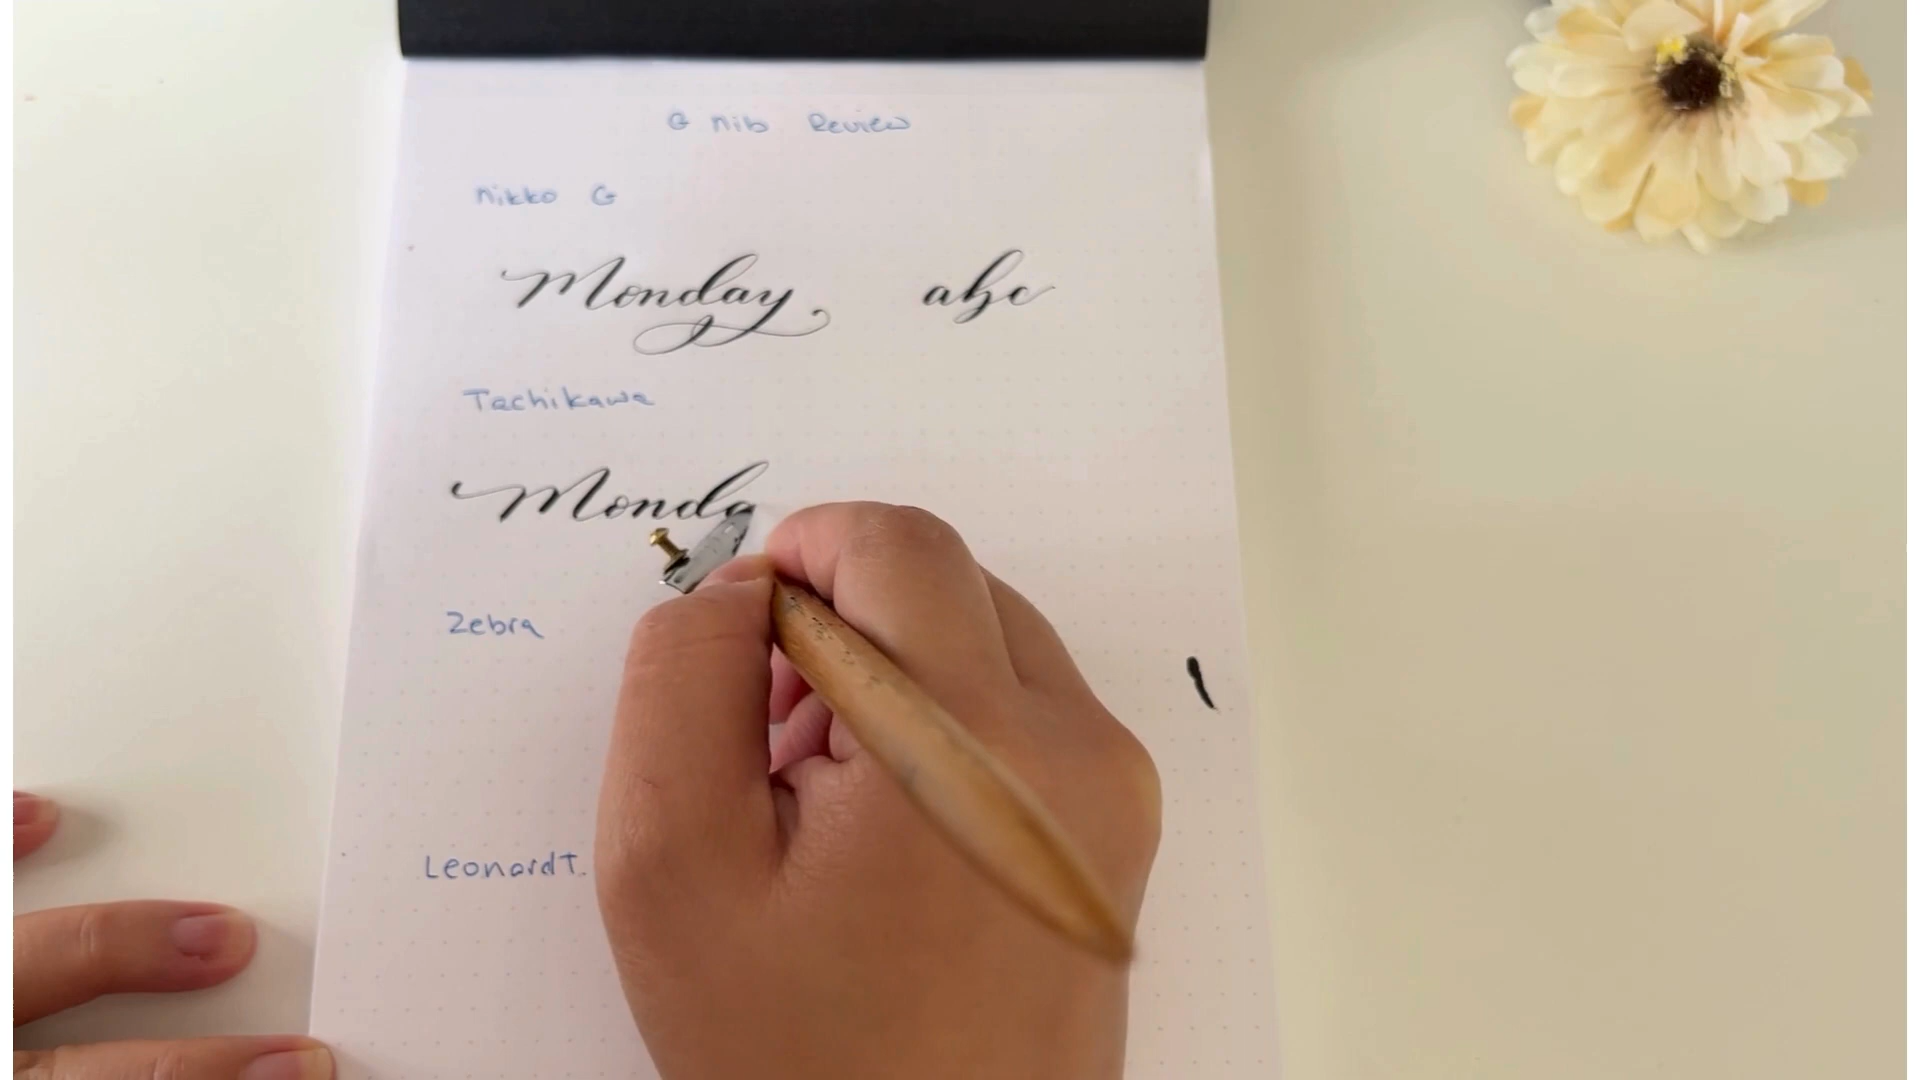 G Nib Review
Nikko G
Monday abc
Tachikawa
Monda
Zebra
Leonardt.